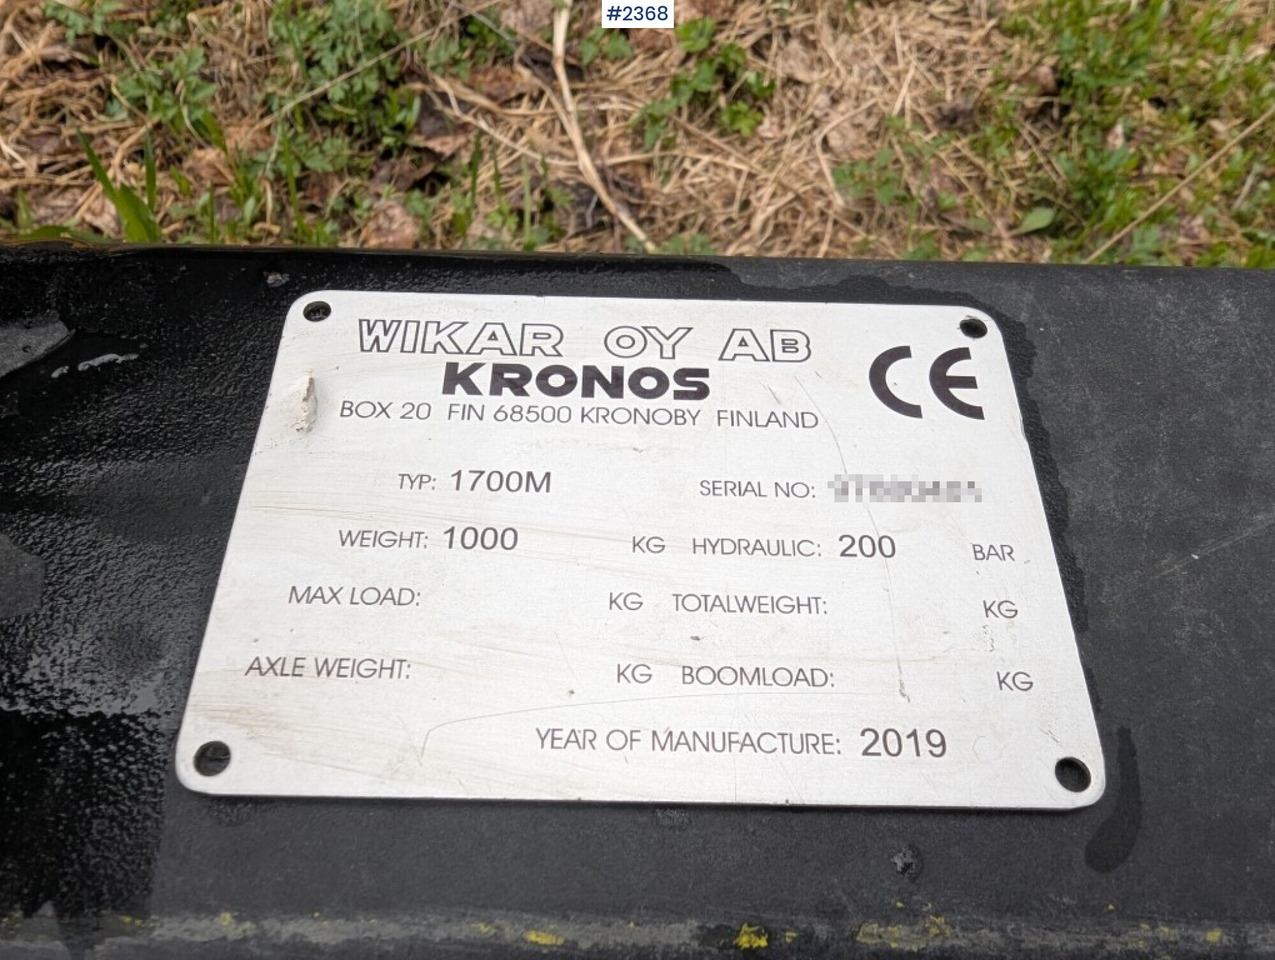 #2368
WIKAR OY AB
KRONOS
CE
BOX 20 FIN 68500 KRONOBY FINLAND
TYP: 1700M SERIAL NO:
WEIGHT: 1000 KG HYDRAULIC: 200 BAR
MAX LOAD: KG TOTALWEIGHT: KG
AXLE WEIGHT: KG BOOMLOAD: KG
YEAR OF MANUFACTURE: 2019